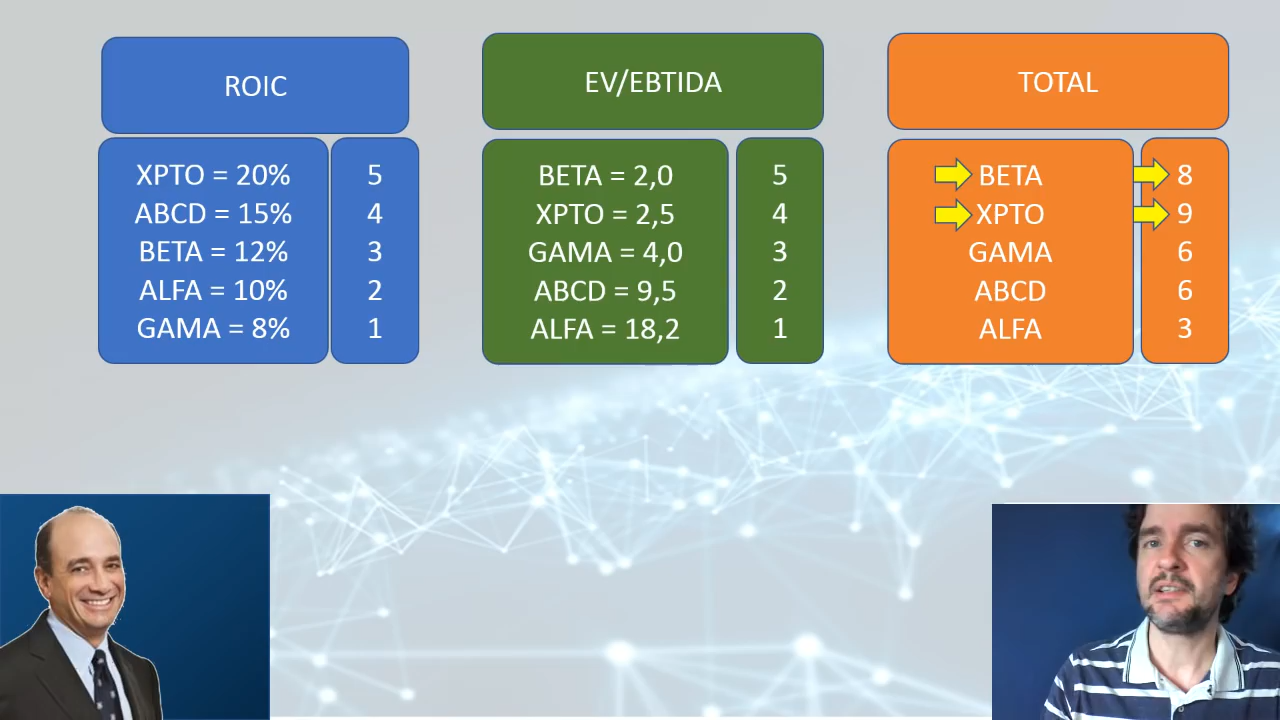 ROIC
XPTO = 20% 5
ABCD = 15% 4
BETA = 12% 3
ALFA = 10% 2
GAMA = 8% 1
EV/EBTIDA
BETA = 2,0 5
XPTO = 2,5 4
GAMA = 4,0 3
ABCD = 9,5 2
ALFA = 18,2 1
TOTAL
BETA 8
XPTO 9
GAMA 6
ABCD 6
ALFA 3